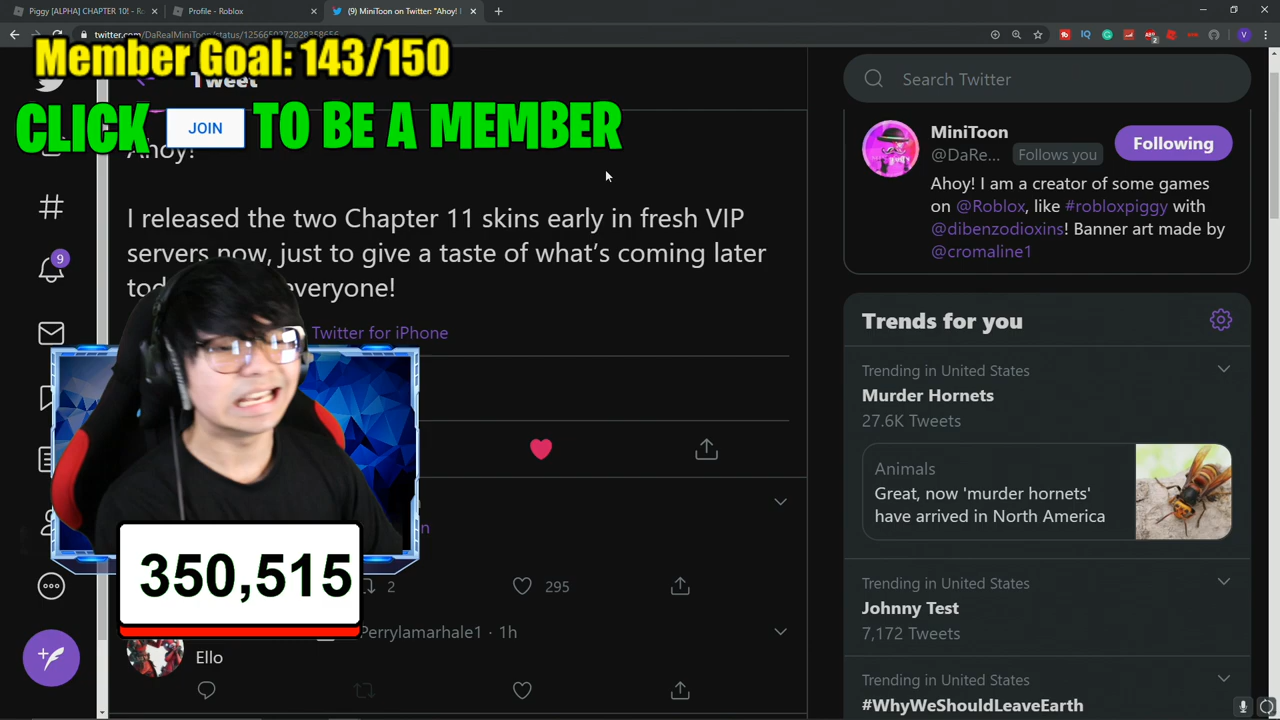 Piggy [ALPHA] CHAPTER 10! - Ro
Profile - Roblox
(9) MiniToon on Twitter: "Ahoy! I
Member Goal: 143/150
Tweet
CLICK JOIN TO BE A MEMBER
Ahoy!
I released the two Chapter 11 skins early in fresh VIP
servers now, just to give a taste of what's coming later
everyone!
Twitter for iPhone
9
2
295
Perrylamarhale1 · 1h
Ello
350,515
Search Twitter
MiniToon
@DaRe... Follows you
Following
Ahoy! I am a creator of some games
on @Roblox, like #robloxpiggy with
@dibenzodioxins! Banner art made by
@cromaline1
Trends for you
Trending in United States
Murder Hornets
27.6K Tweets
Animals
Great, now 'murder hornets'
have arrived in North America
Trending in United States
Johnny Test
7,172 Tweets
Trending in United States
#WhyWeShouldLeaveEarth